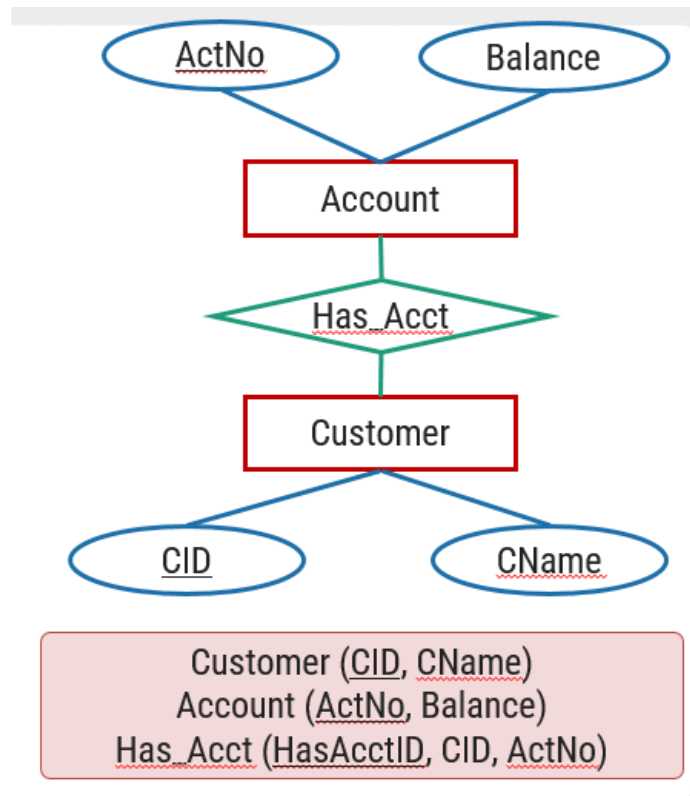 ActNo Balance
Account
Has_Acct
Customer
CID CName
Customer (CID, CName)
Account (ActNo, Balance)
Has_Acct (HasAcctID, CID, ActNo)